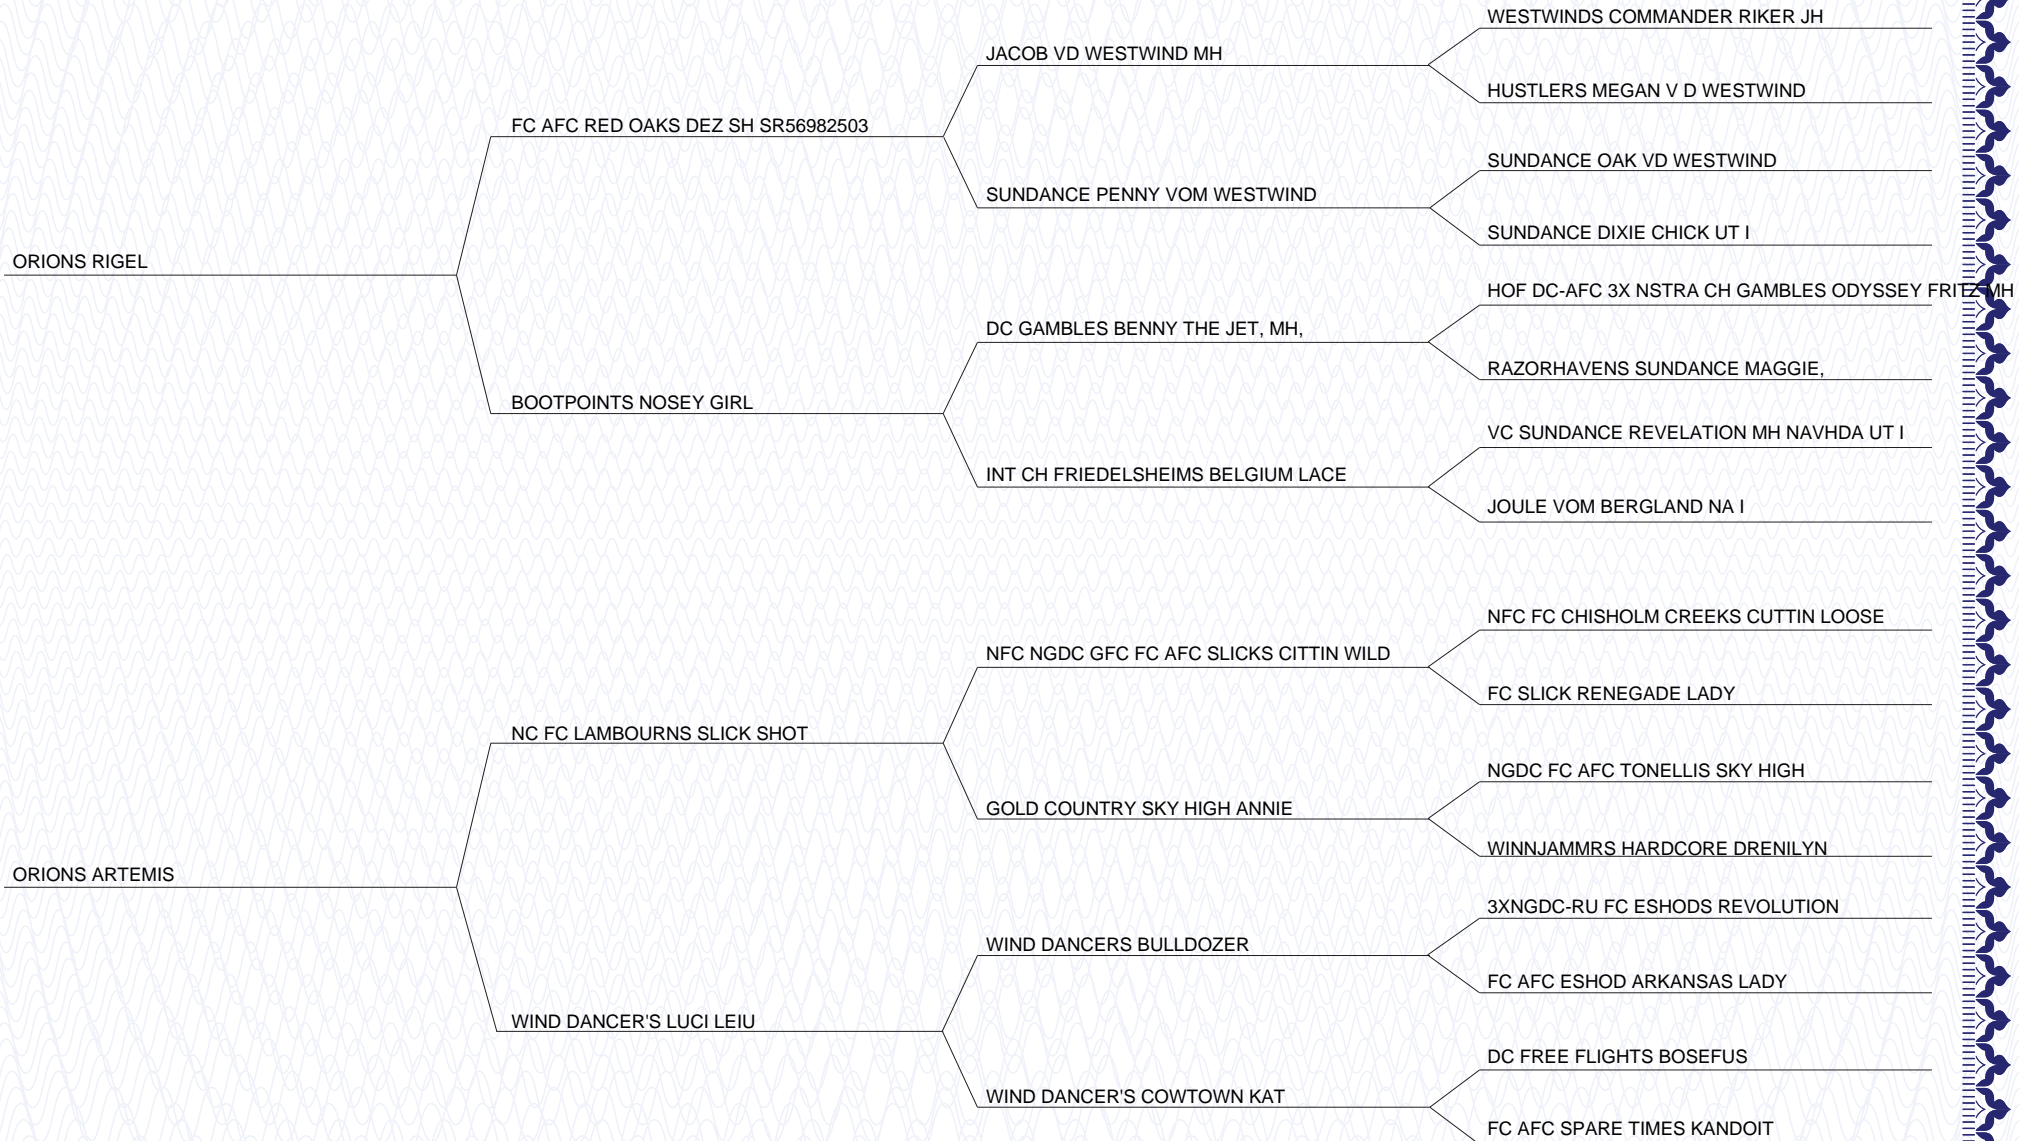 WESTWINDS COMMANDER RIKER JH
JACOB VD WESTWIND MH
HUSTLERS MEGAN V D WESTWIND
FC AFC RED OAKS DEZ SH SR56982503
SUNDANCE OAK VD WESTWIND
SUNDANCE PENNY VOM WESTWIND
SUNDANCE DIXIE CHICK UT I
ORIONS RIGEL
HOF DC-AFC 3X NSTRA CH GAMBLES ODYSSEY FRITZ MH
DC GAMBLES BENNY THE JET, MH,
RAZORHAVENS SUNDANCE MAGGIE,
BOOTPOINTS NOSEY GIRL
VC SUNDANCE REVELATION MH NAVHDA UT I
INT CH FRIEDELSHEIMS BELGIUM LACE
JOULE VOM BERGLAND NA I
NFC FC CHISHOLM CREEKS CUTTIN LOOSE
NFC NGDC GFC FC AFC SLICKS CITTIN WILD
FC SLICK RENEGADE LADY
NC FC LAMBOURNS SLICK SHOT
NGDC FC AFC TONELLIS SKY HIGH
GOLD COUNTRY SKY HIGH ANNIE
WINNJAMMRS HARDCORE DRENILYN
ORIONS ARTEMIS
3XNGDC-RU FC ESHODS REVOLUTION
WIND DANCERS BULLDOZER
FC AFC ESHOD ARKANSAS LADY
WIND DANCER'S LUCI LEIU
DC FREE FLIGHTS BOSEFUS
WIND DANCER'S COWTOWN KAT
FC AFC SPARE TIMES KANDOIT